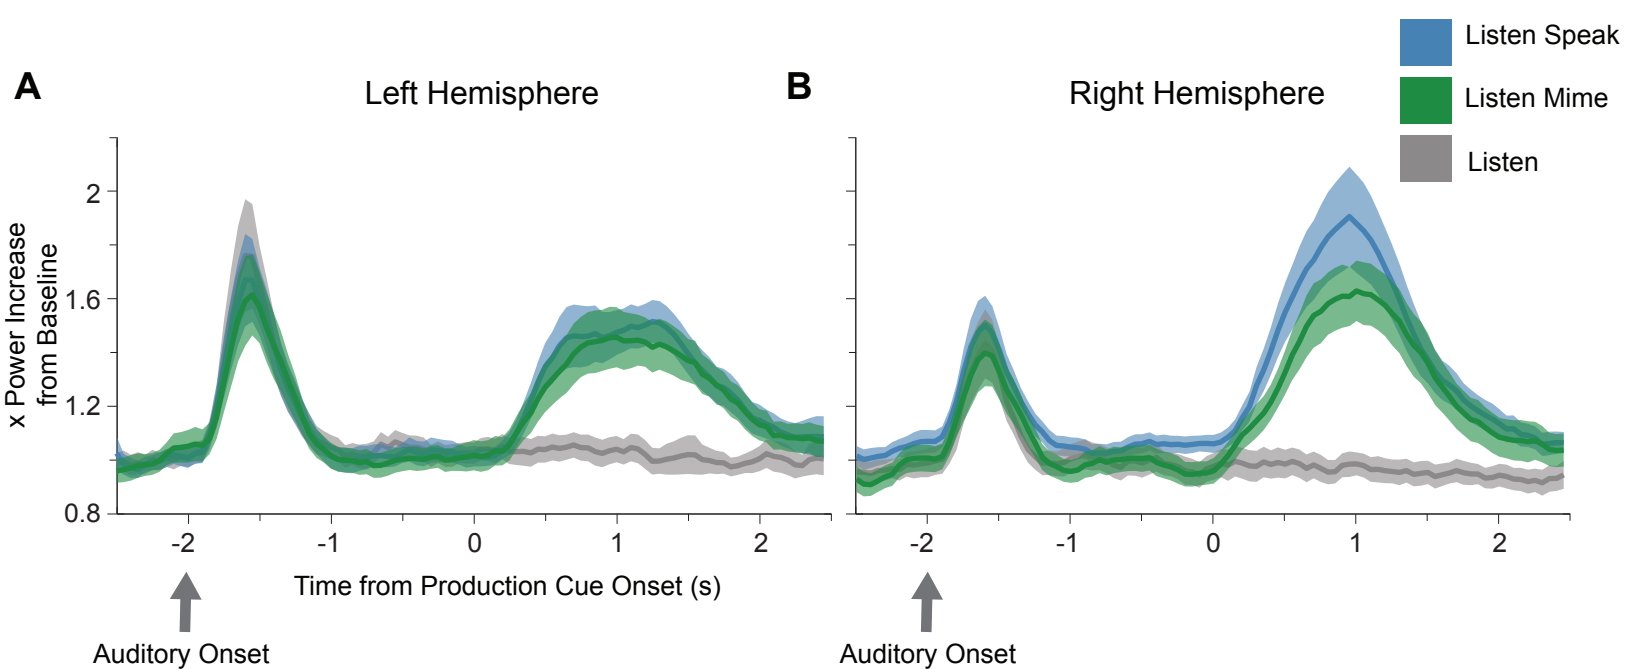 Listen Speak
Listen Mime
Listen
A
Left Hemisphere
B
Right Hemisphere
x Power Increase
from Baseline
2
1.6
1.2
0.8
-2
-1
0
1
2
-2
-1
0
1
2
Time from Production Cue Onset (s)
Auditory Onset
Auditory Onset